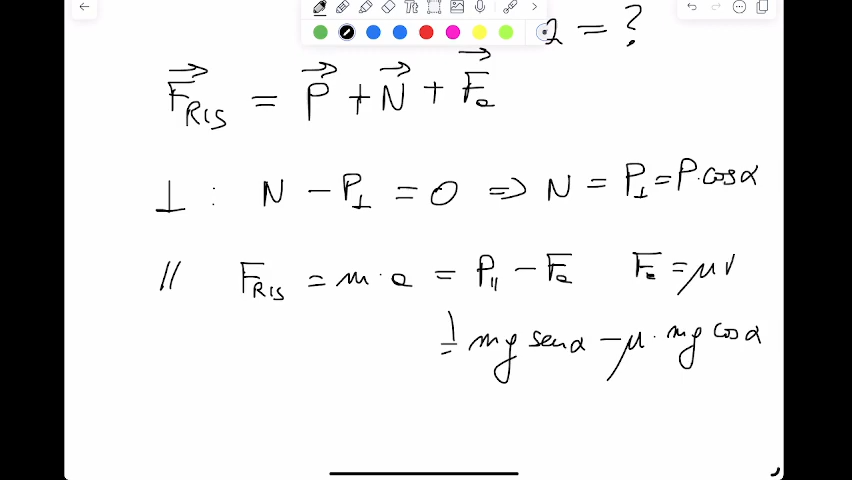 a = ?
F⃗RIS = P⃗ + N⃗ + F⃗a
⊥ : N - P⊥ = 0 => N = P⊥ = P·cosα
// FRIS = m·a = P// - Fa Fa = μN
= mg senα - μ·mg cosα